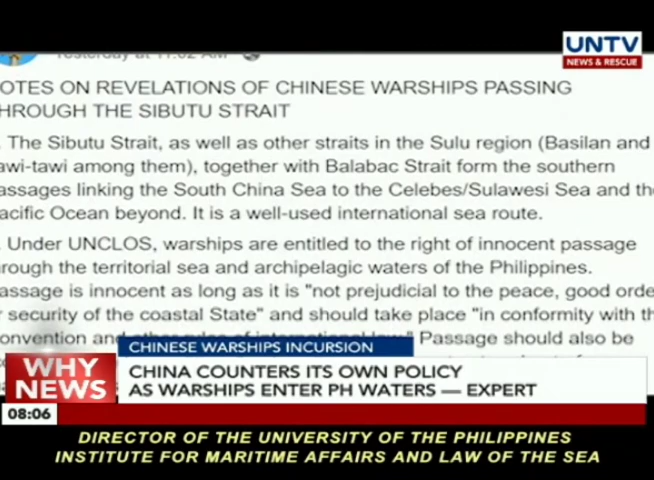 Yesterday at 11:02 AM
UNTV
NEWS & RESCUE
OTES ON REVELATIONS OF CHINESE WARSHIPS PASSING
HROUGH THE SIBUTU STRAIT
. The Sibutu Strait, as well as other straits in the Sulu region (Basilan and
awi-tawi among them), together with Balabac Strait form the southern
assages linking the South China Sea to the Celebes/Sulawesi Sea and the
acific Ocean beyond. It is a well-used international sea route.
. Under UNCLOS, warships are entitled to the right of innocent passage
hrough the territorial sea and archipelagic waters of the Philippines.
assage is innocent as long as it is "not prejudicial to the peace, good orde
r security of the coastal State" and should take place "in conformity with th
onvention and other rules of international law." Passage should also be
CHINESE WARSHIPS INCURSION
WHY
NEWS
CHINA COUNTERS ITS OWN POLICY
AS WARSHIPS ENTER PH WATERS — EXPERT
08:06
DIRECTOR OF THE UNIVERSITY OF THE PHILIPPINES
INSTITUTE FOR MARITIME AFFAIRS AND LAW OF THE SEA